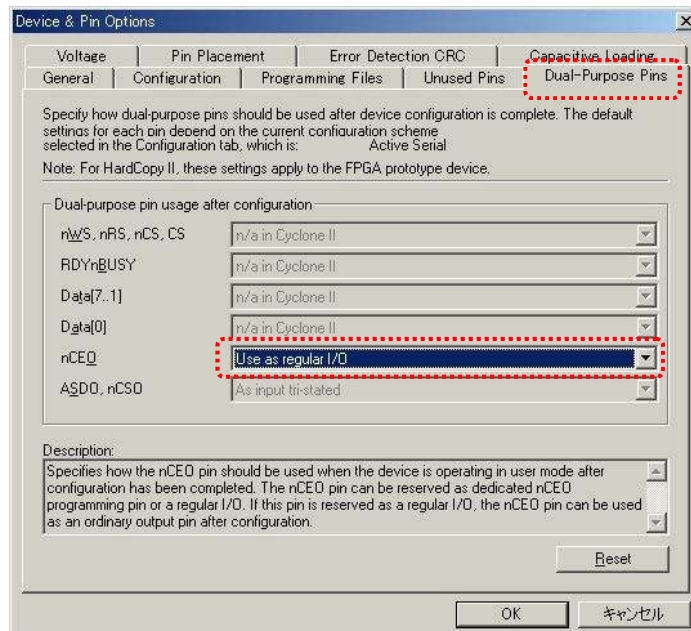 Device & Pin Options
Voltage Pin Placement Error Detection CRC Capacitive Loading
General Configuration Programming Files Unused Pins Dual-Purpose Pins
Specify how dual-purpose pins should be used after device configuration is complete. The default
settings for each pin depend on the current configuration scheme
selected in the Configuration tab, which is: Active Serial
Note: For HardCopy II, these settings apply to the FPGA prototype device.
Dual-purpose pin usage after configuration
nWS, nRS, nCS, CS n/a in Cyclone II
RDYnBUSY n/a in Cyclone II
Data[7..1] n/a in Cyclone II
Data[0] n/a in Cyclone II
nCEO Use as regular I/O
ASDO, nCSO As input tri-stated
Description:
Specifies how the nCEO pin should be used when the device is operating in user mode after
configuration has been completed. The nCEO pin can be reserved as dedicated nCEO
programming pin or a regular I/O. If this pin is reserved as a regular I/O, the nCEO pin can be used
as an ordinary output pin after configuration.
Reset
OK キャンセル